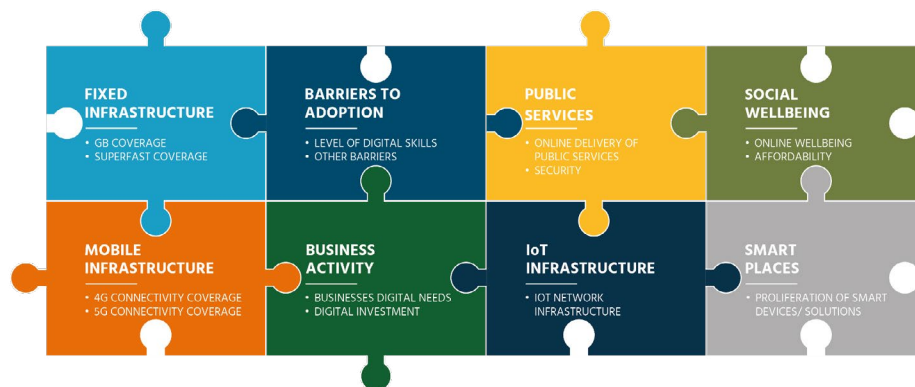 FIXED
INFRASTRUCTURE
• GB COVERAGE
• SUPERFAST COVERAGE
BARRIERS TO
ADOPTION
• LEVEL OF DIGITAL SKILLS
• OTHER BARRIERS
PUBLIC
SERVICES
• ONLINE DELIVERY OF
PUBLIC SERVICES
• SECURITY
SOCIAL
WELLBEING
• ONLINE WELLBEING
• AFFORDABILITY
MOBILE
INFRASTRUCTURE
• 4G CONNECTIVITY COVERAGE
• 5G CONNECTIVITY COVERAGE
BUSINESS
ACTIVITY
• BUSINESSES DIGITAL NEEDS
• DIGITAL INVESTMENT
IoT
INFRASTRUCTURE
• IOT NETWORK
INFRASTRUCTURE
SMART
PLACES
• PROLIFERATION OF SMART
DEVICES/ SOLUTIONS